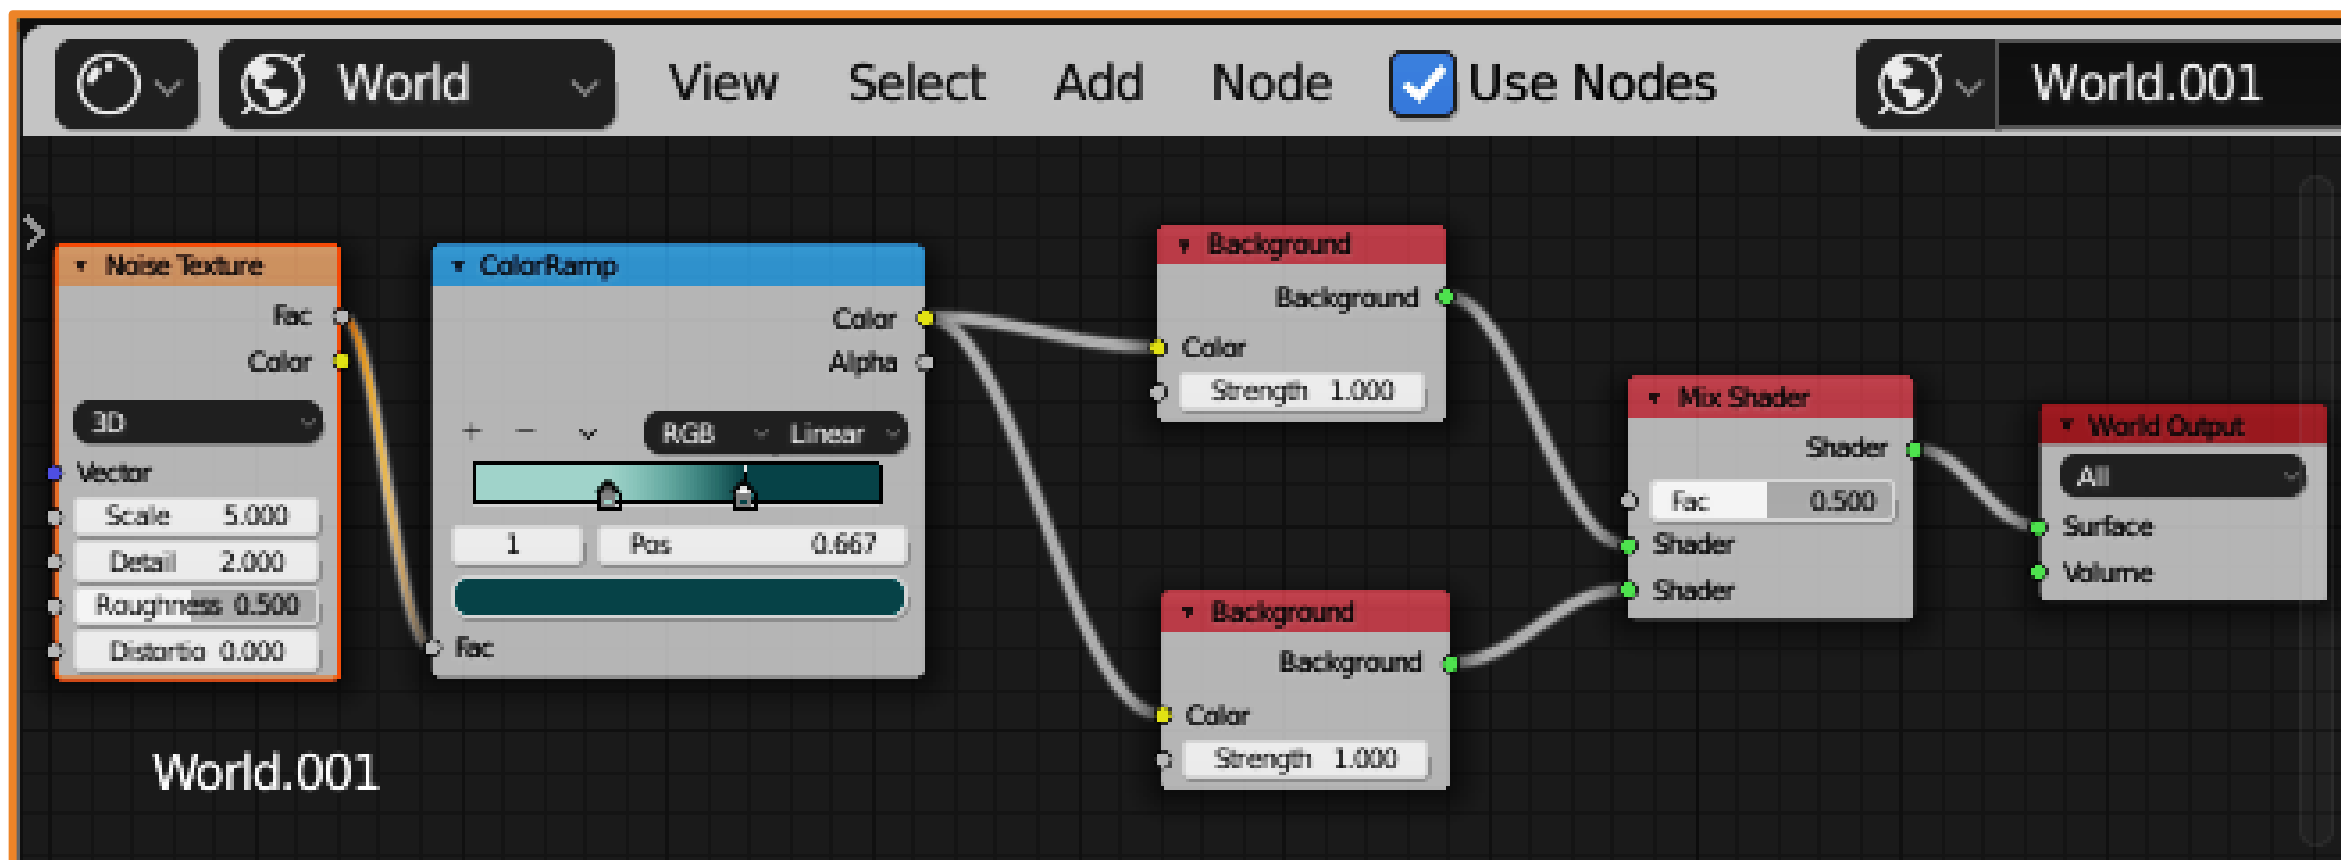 World View Select Add Node Use Nodes World.001
Noise Texture
Fac
Color
3D
Vector
Scale 5.000
Detail 2.000
Roughness 0.500
Distortio 0.000
ColorRamp
Color
Alpha
+ − RGB Linear
1 Pos 0.667
Fac
Background
Background
Color
Strength 1.000
Background
Background
Color
Strength 1.000
Mix Shader
Shader
Fac 0.500
Shader
Shader
World Output
All
Surface
Volume
World.001